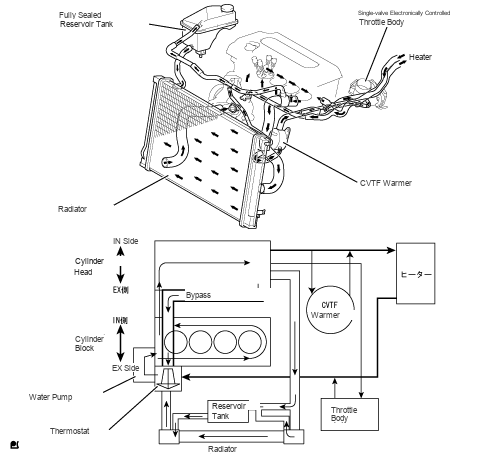 Fully Sealed
Reservoir Tank
Single-valve Electronically Controlled
Throttle Body
Heater
CVTF Warmer
Radiator
IN Side
Cylinder
Head
EX側
Bypass
IN側
Cylinder
Block
EX Side
Water Pump
Thermostat
ヒーター
CVTF
Warmer
Reservoir
Tank
Throttle
Body
Radiator